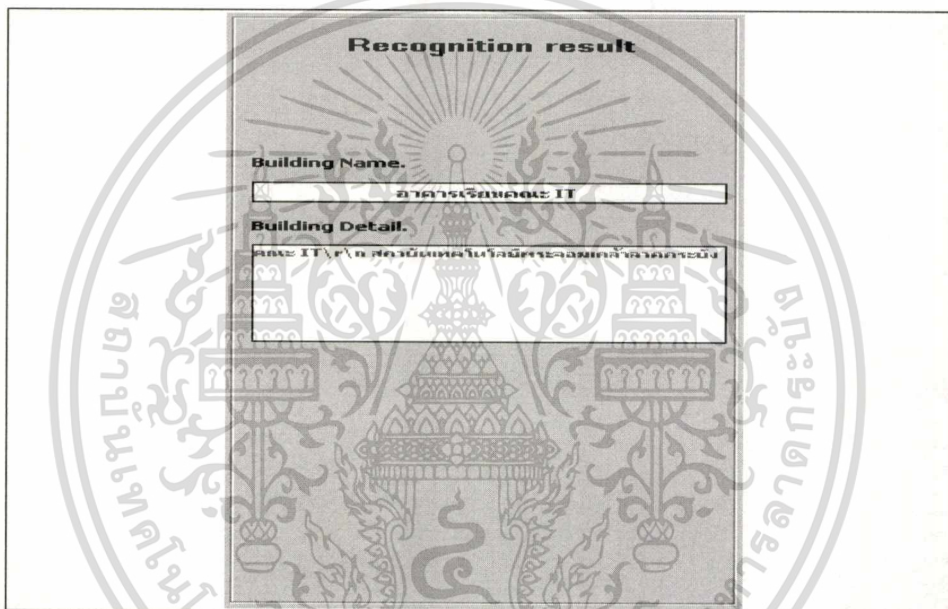 Recognition result
Building Name.
อาคารเรียนคณะ IT
Building Detail.
คณะ IT\r\n สถาบันเทคโนโลยีพระจอมเกล้าลาดกระบัง